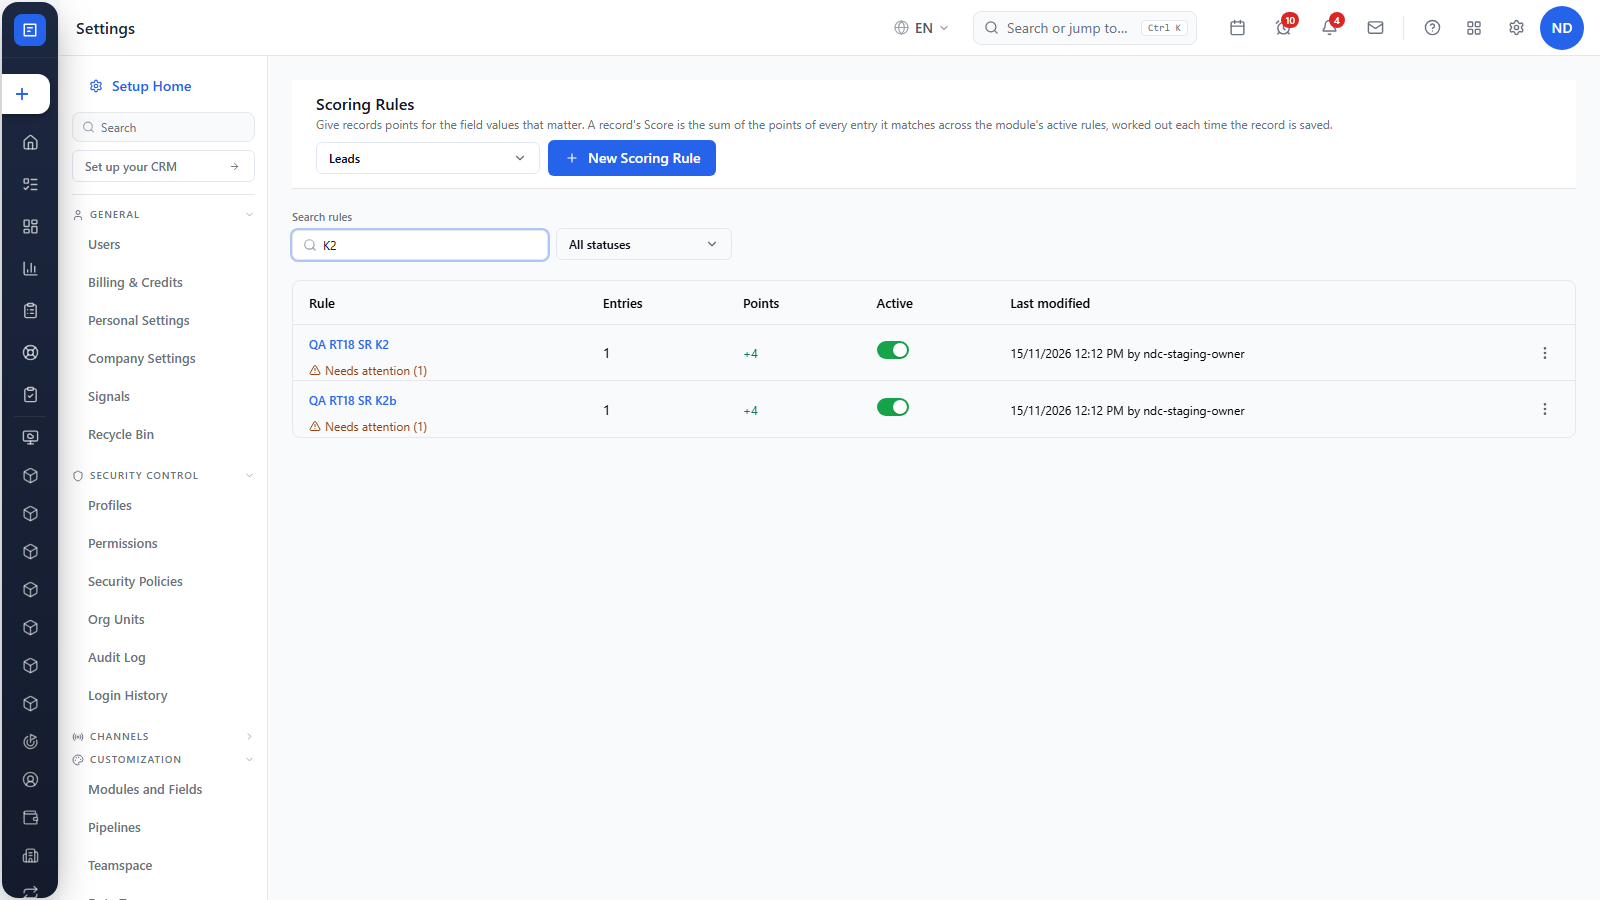 Settings
EN
Search or jump to...
Ctrl K
10
4
ND
Setup Home
Search
Set up your CRM
GENERAL
Users
Billing & Credits
Personal Settings
Company Settings
Signals
Recycle Bin
SECURITY CONTROL
Profiles
Permissions
Security Policies
Org Units
Audit Log
Login History
CHANNELS
CUSTOMIZATION
Modules and Fields
Pipelines
Teamspace
Scoring Rules
Give records points for the field values that matter. A record's Score is the sum of the points of every entry it matches across the module's active rules, worked out each time the record is saved.
Leads
New Scoring Rule
Search rules
K2
All statuses
Rule Entries Points Active Last modified
QA RT18 SR K2
1 +4 15/11/2026 12:12 PM by ndc-staging-owner
Needs attention (1)
QA RT18 SR K2b
1 +4 15/11/2026 12:12 PM by ndc-staging-owner
Needs attention (1)